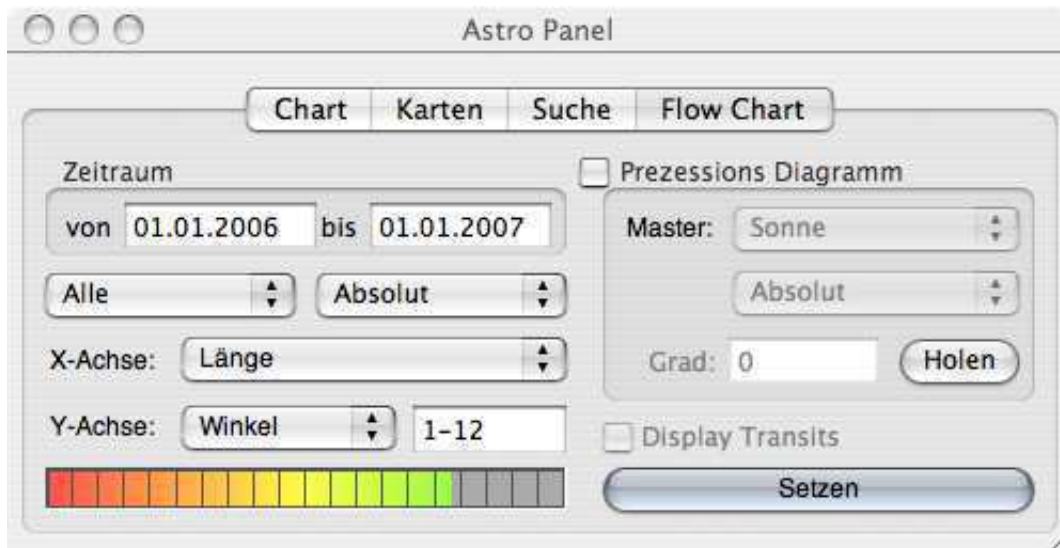 Astro Panel
Chart Karten Suche Flow Chart
Zeitraum
von 01.01.2006 bis 01.01.2007
Alle Absolut
X-Achse: Länge
Y-Achse: Winkel 1-12
Prezessions Diagramm
Master: Sonne
Absolut
Grad: 0 Holen
Display Transits
Setzen